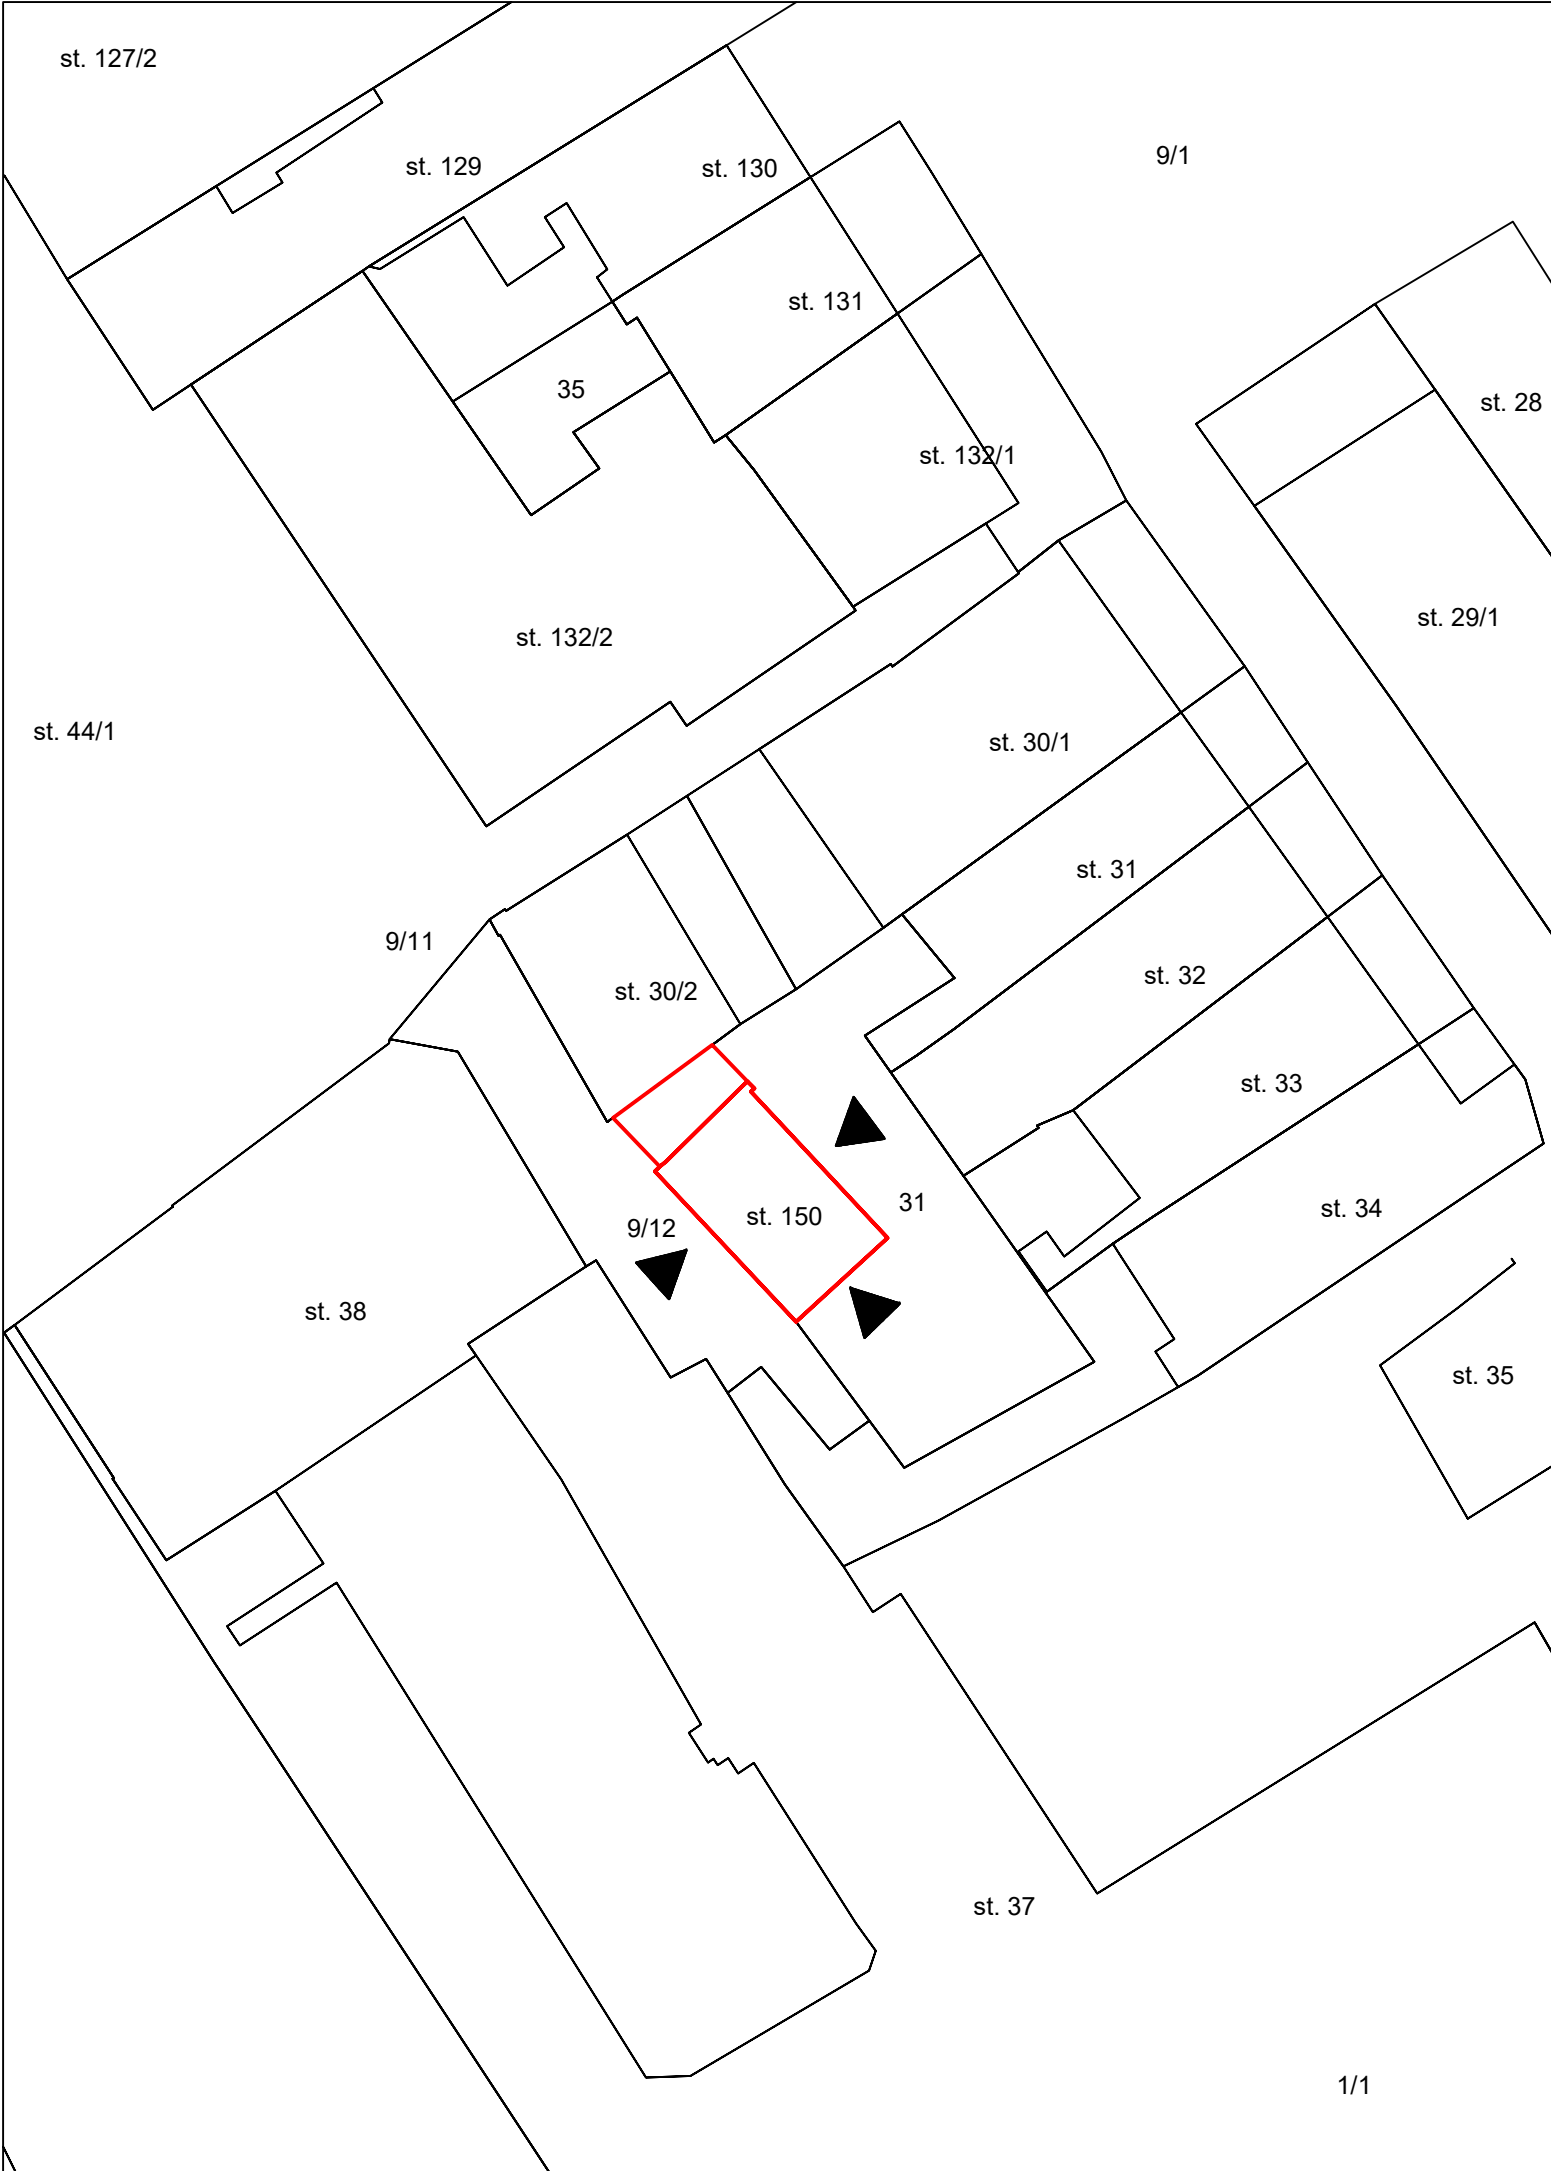 st. 127/2
9/1
st. 129
st. 130
st. 131
35
st. 28
st. 132/1
st. 29/1
st. 132/2
st. 44/1
st. 30/1
st. 31
9/11
st. 32
st. 30/2
st. 33
31
st. 34
st. 150
9/12
st. 38
st. 35
st. 37
1/1